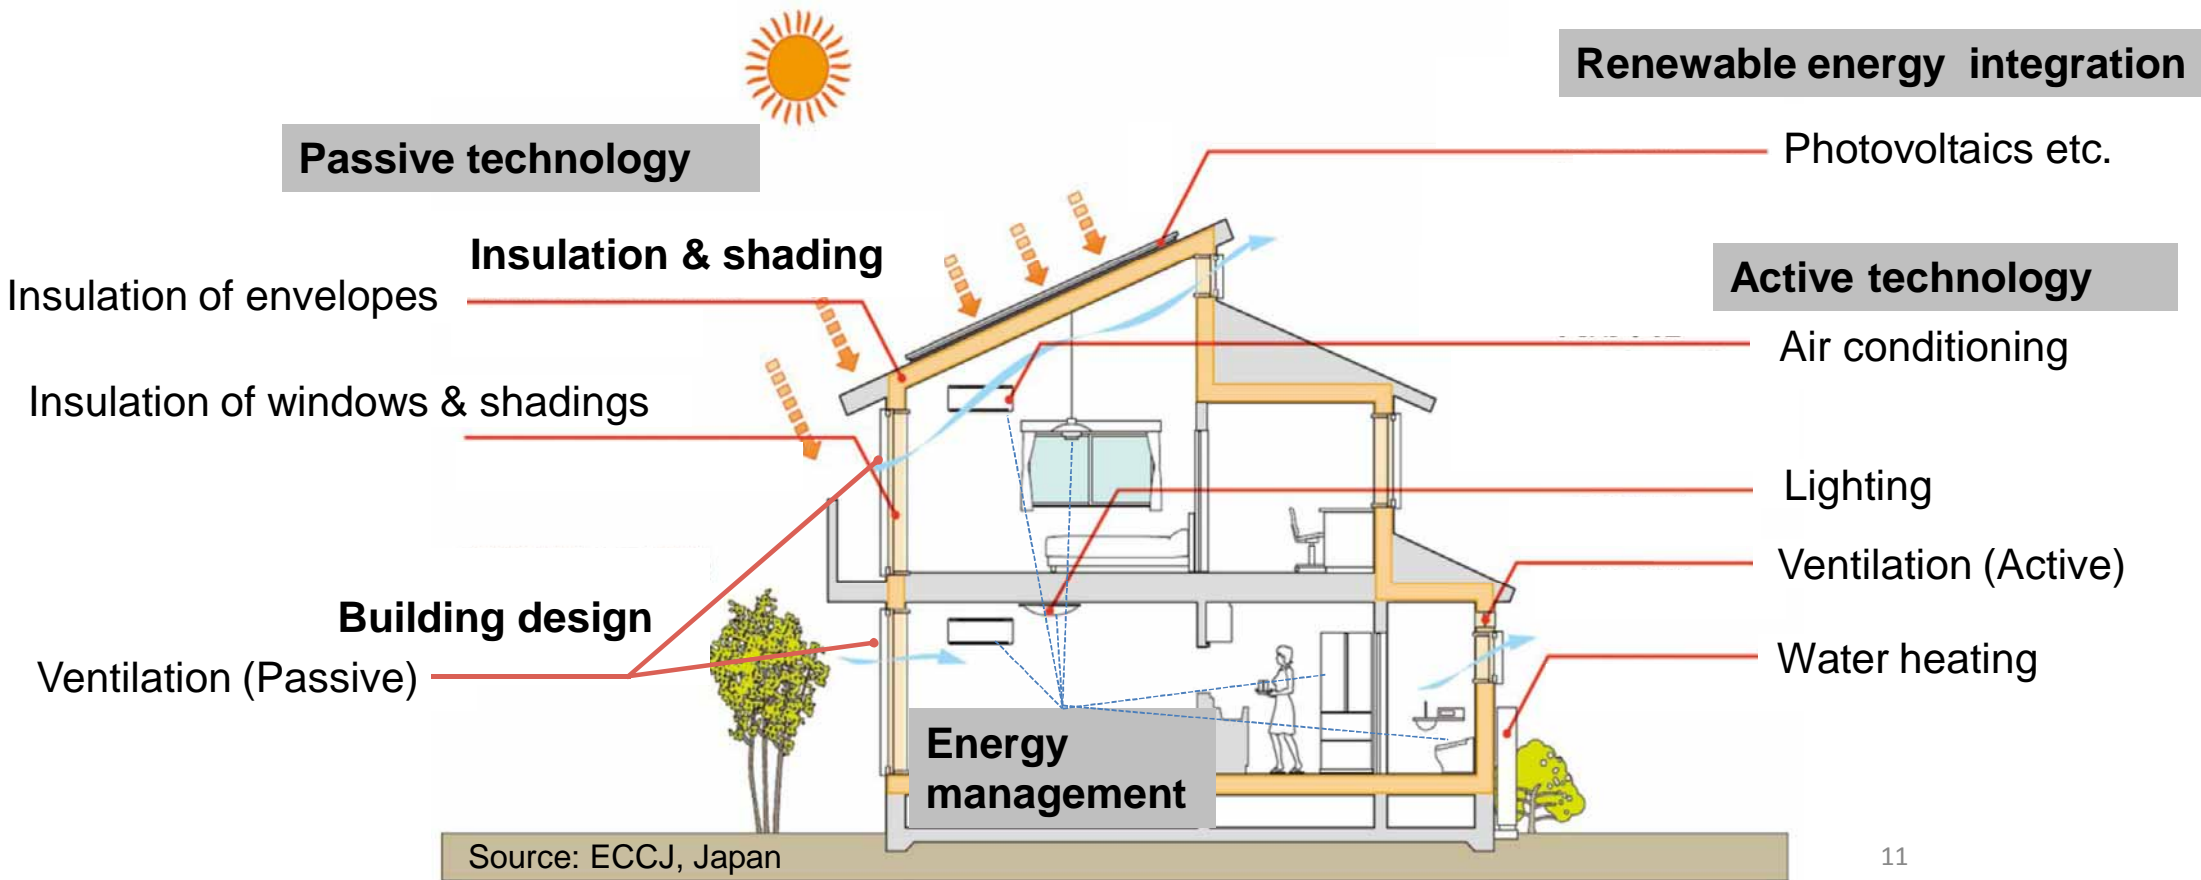 Renewable energy integration
Photovoltaics etc.
Passive technology
Insulation & shading
Insulation of envelopes
Insulation of windows & shadings
Building design
Ventilation (Passive)
Active technology
Air conditioning
Lighting
Ventilation (Active)
Water heating
Energy
management
Source: ECCJ, Japan
11